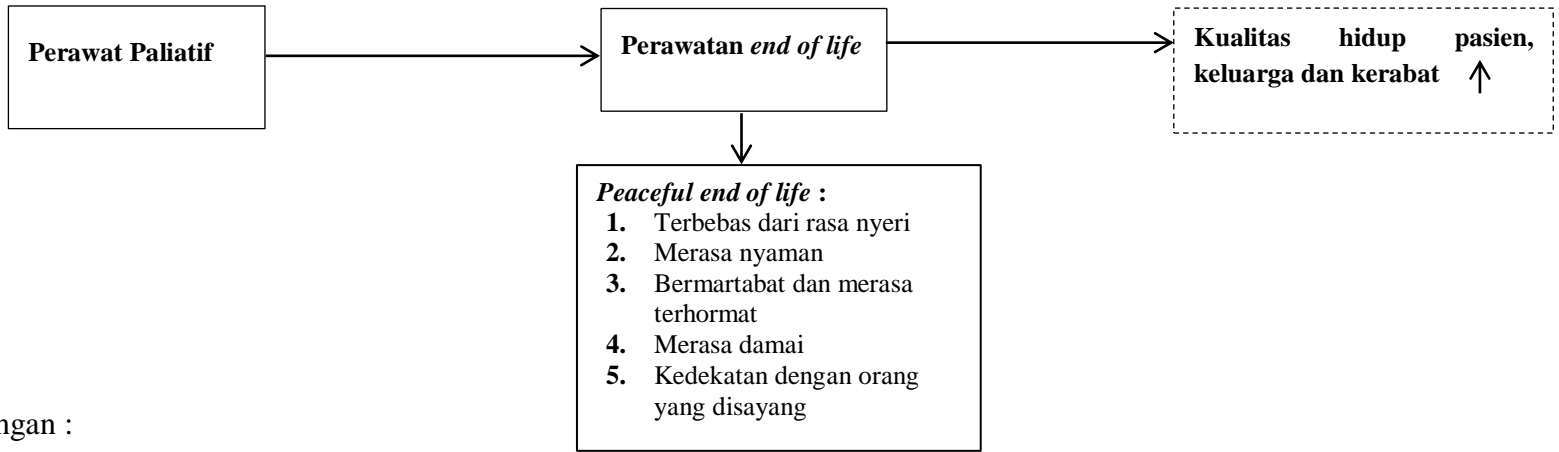 Perawat Paliatif
Perawatan end of life
Kualitas hidup pasien,
keluarga dan kerabat ↑
Peaceful end of life :
1. Terbebas dari rasa nyeri
2. Merasa nyaman
3. Bermartabat dan merasa
terhormat
4. Merasa damai
5. Kedekatan dengan orang
yang disayang
ngan :